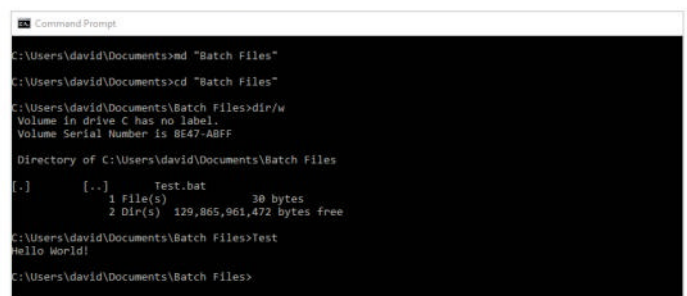 Command Prompt
C:\Users\david\Documents>md "Batch Files"
C:\Users\david\Documents>cd "Batch Files"
C:\Users\david\Documents\Batch Files>dir/w
Volume in drive C has no label.
Volume Serial Number is 8E47-ABFF
Directory of C:\Users\david\Documents\Batch Files
[.] [..] Test.bat
1 File(s) 30 bytes
2 Dir(s) 129,865,961,472 bytes free
C:\Users\david\Documents\Batch Files>Test
Hello World!
C:\Users\david\Documents\Batch Files>